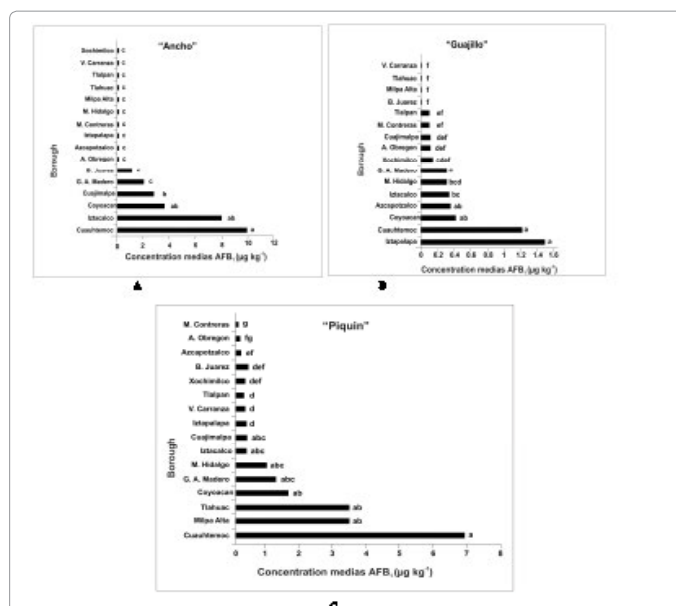 "Ancho"
Borough
Xochimilco c
V. Carranza c
Tlalpan c
Tlahuac c
Milpa Alta c
M. Hidalgo c
M. Contreras c
Iztapalapa c
Azcapotzalco c
A. Obregon c
B. Juarez c
G. A. Madero c
Cuajimalpa b
Coyoacan ab
Iztacalco ab
Cuauhtemoc a
0 2 4 6 8 10 12
Concentration medias AFB₁ (µg kg⁻¹)
A
"Guajillo"
Borough
V. Carranza f
Tlahuac f
Milpa Alta f
B. Juarez f
Tlalpan ef
M. Contreras ef
Cuajimlpa def
A. Obregon def
Xochimilco cdef
G. A. Madero c
M. Hidalgo bcd
Iztacalco bc
Azcapotzalco ab
Coyoacan ab
Cuauhtemoc a
Iztapalapa a
0 0.2 0.4 0.6 0.8 1 1.2 1.4 1.6
Concentration medias AFB₁ (µg kg⁻¹)
"Piquin"
Borough
M. Contreras g
A. Obregon fg
Azcapotzalco ef
B. Juarez def
Xochimilco def
Tlalpan d
V. Carranza d
Iztapalapa d
Cuajimalpa abc
Iztacalco abc
M. Hidalgo abc
G. A. Madero abc
Coyoacan ab
Tlahuac ab
Milpa Alta ab
Cuauhtemoc a
0 1 2 3 4 5 6 7 8
Concentration medias AFB₁ (µg kg⁻¹)